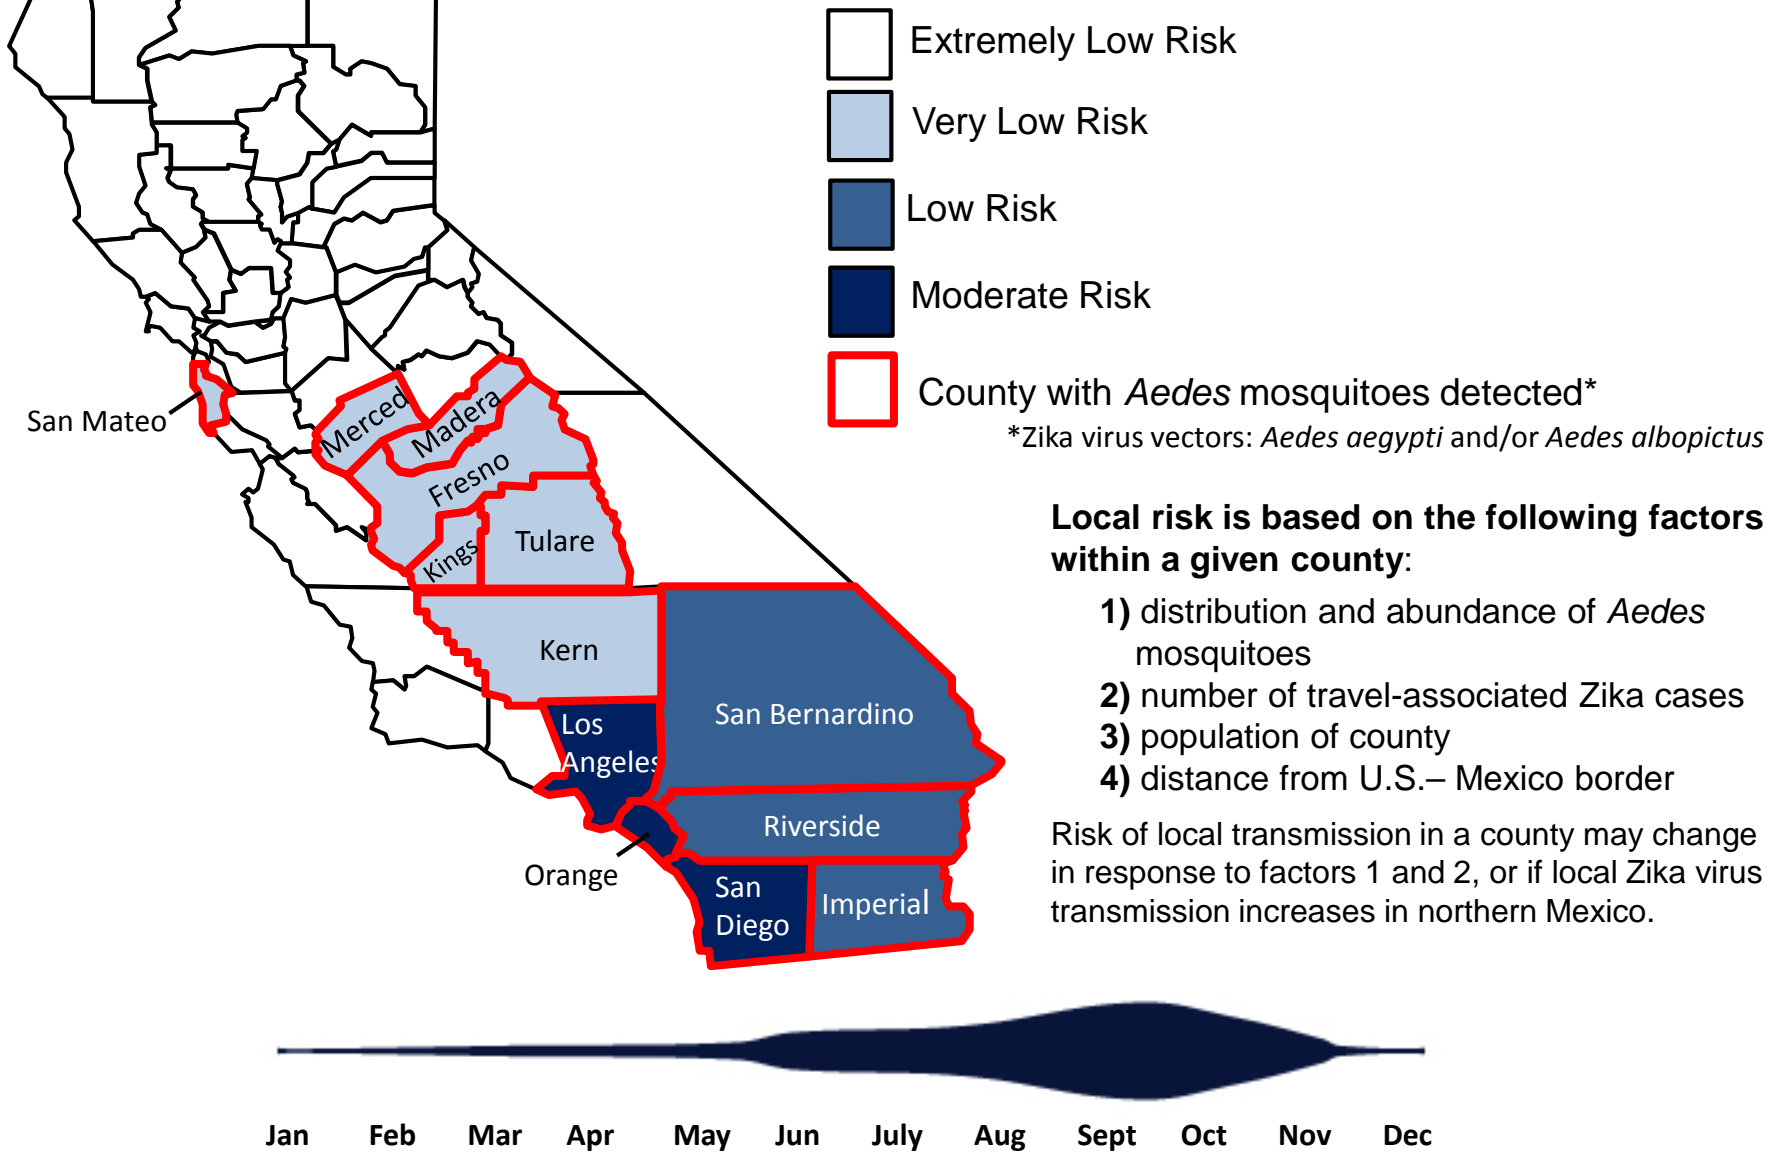 Extremely Low Risk
Very Low Risk
Low Risk
Moderate Risk
County with Aedes mosquitoes detected*
*Zika virus vectors: Aedes aegypti and/or Aedes albopictus
San Mateo
Merced
Madera
Fresno
Kings
Tulare
Kern
Los
Angeles
San Bernardino
Riverside
Orange
San
Diego
Imperial
Local risk is based on the following factors
within a given county:
1) distribution and abundance of Aedes
mosquitoes
2) number of travel-associated Zika cases
3) population of county
4) distance from U.S.– Mexico border
Risk of local transmission in a county may change
in response to factors 1 and 2, or if local Zika virus
transmission increases in northern Mexico.
Jan Feb Mar Apr May Jun July Aug Sept Oct Nov Dec